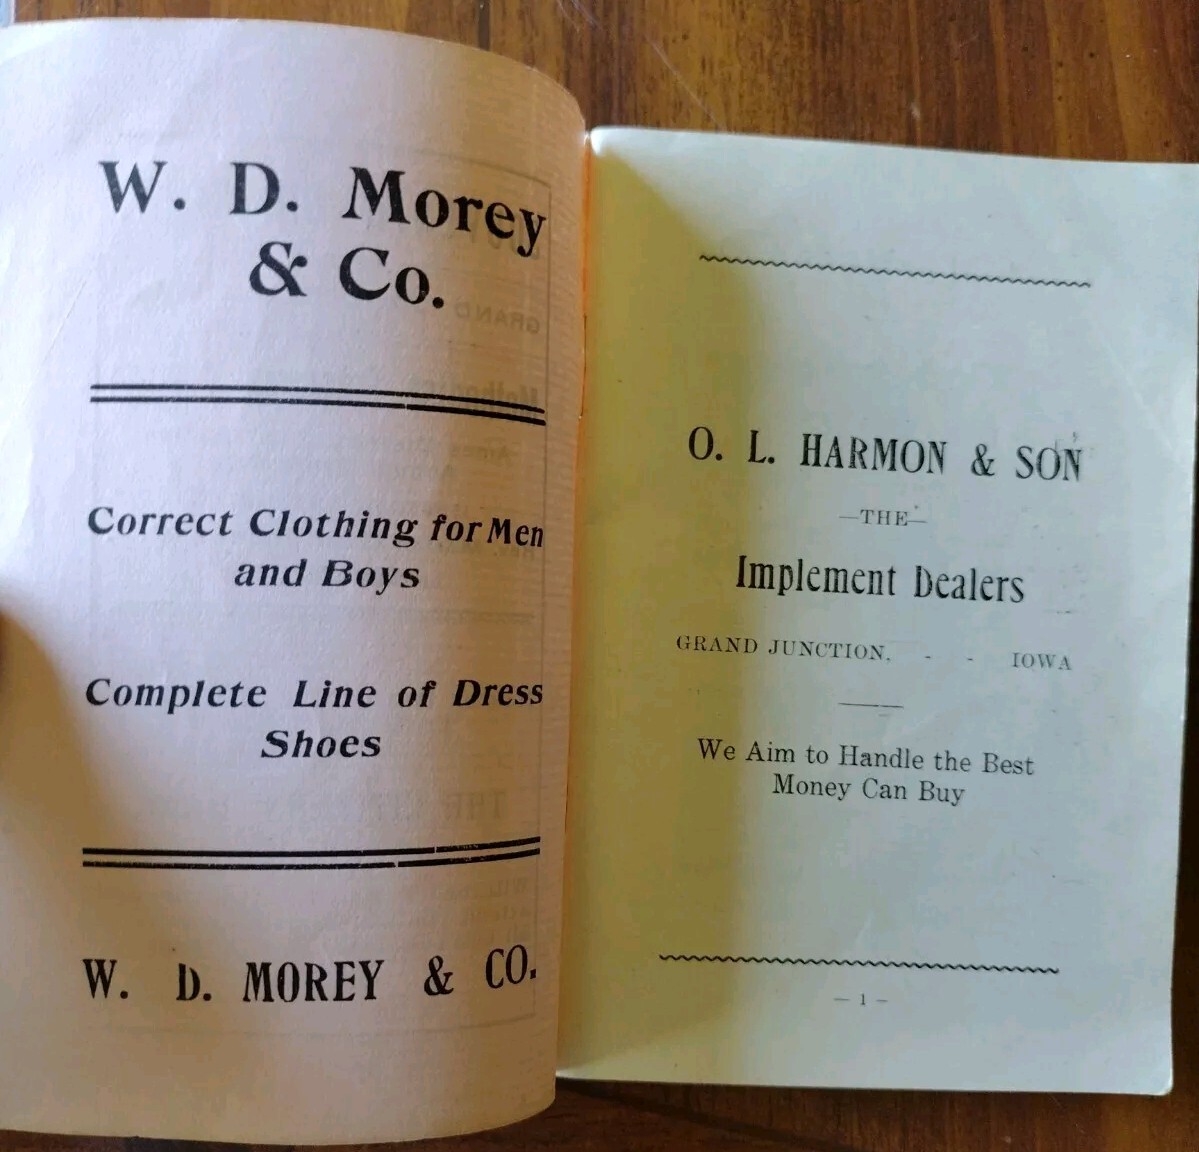 W. D. Morey
& Co.
Correct Clothing for Men
and Boys
Complete Line of Dress
Shoes
W. D. MOREY & CO.
O. L. HARMON & SON
—THE—
Implement Dealers
GRAND JUNCTION, - - IOWA
We Aim to Handle the Best
Money Can Buy
— 1 —